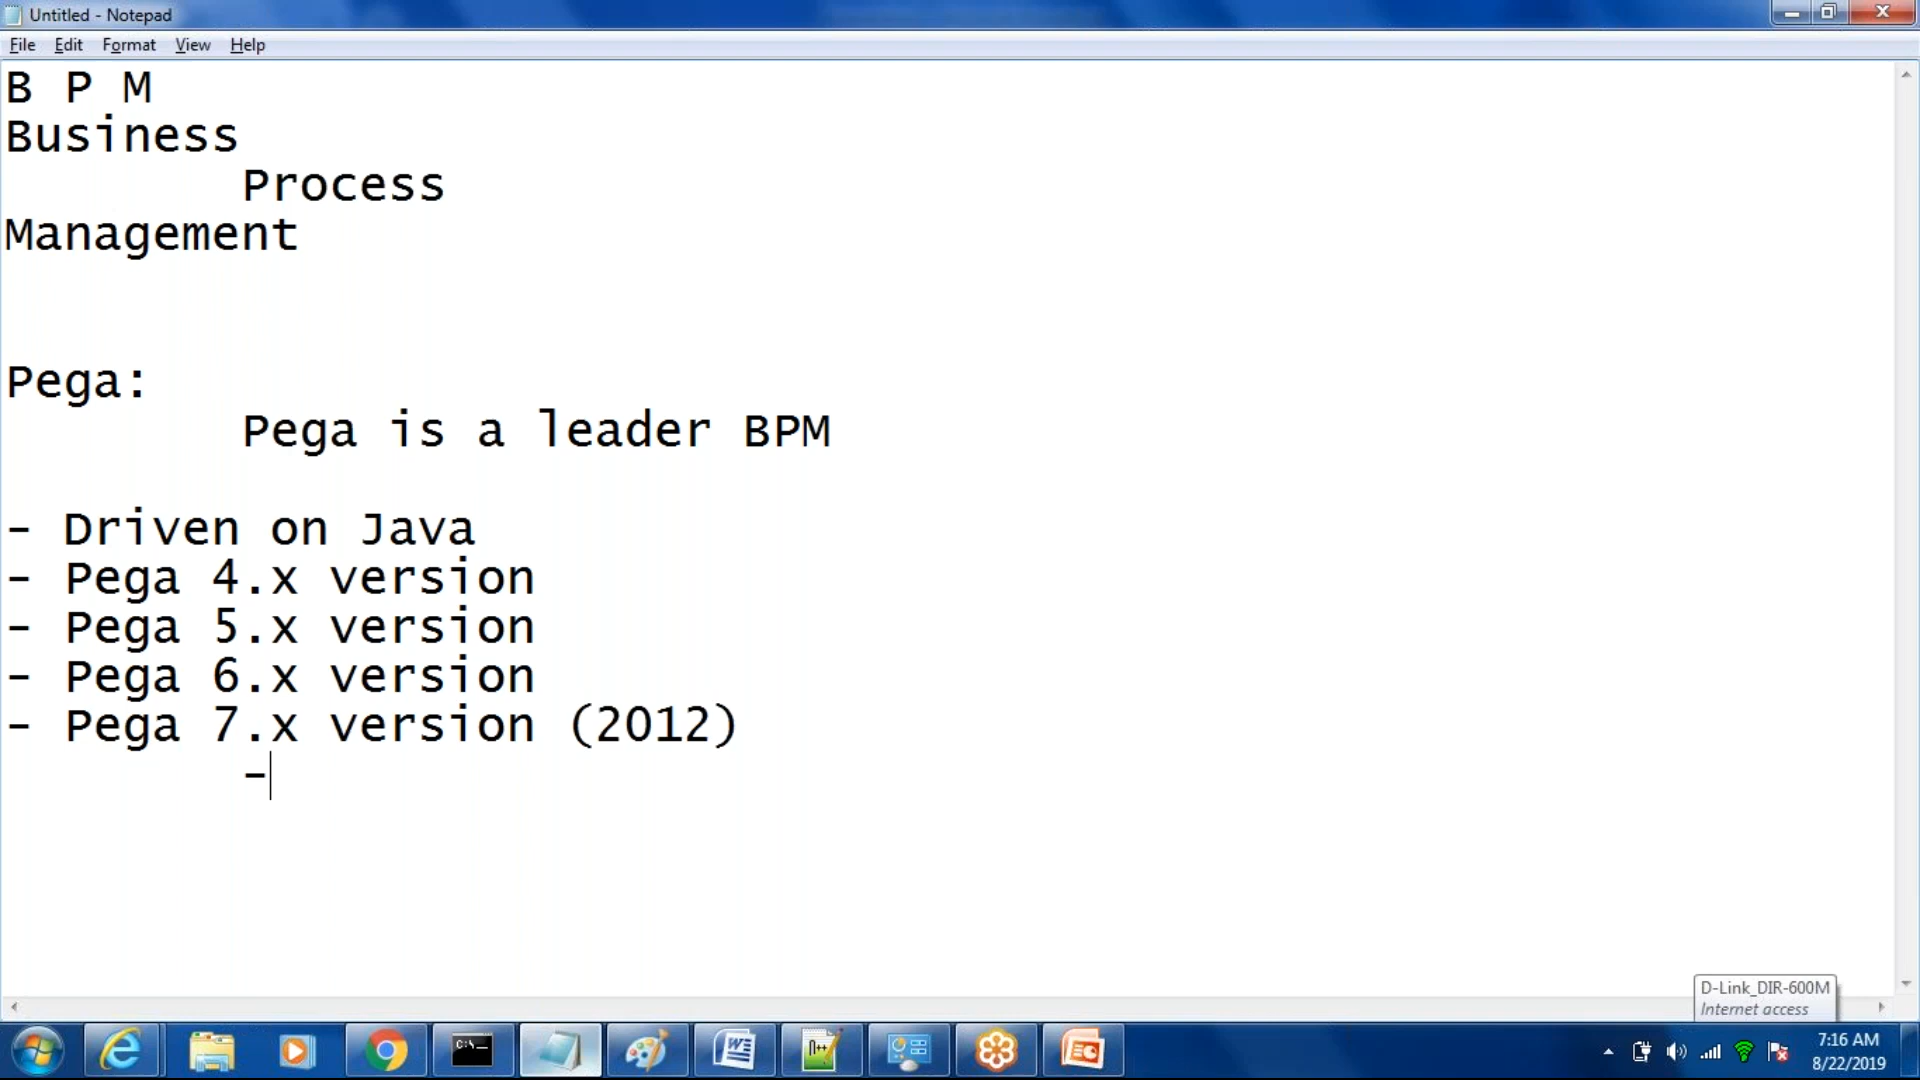 Untitled - Notepad
File Edit Format View Help
B P M
Business
Process
Management
Pega:
Pega is a leader BPM
- Driven on Java
- Pega 4.x version
- Pega 5.x version
- Pega 6.x version
- Pega 7.x version (2012)
-
D-Link_DIR-600M
Internet access
7:16 AM
8/22/2019